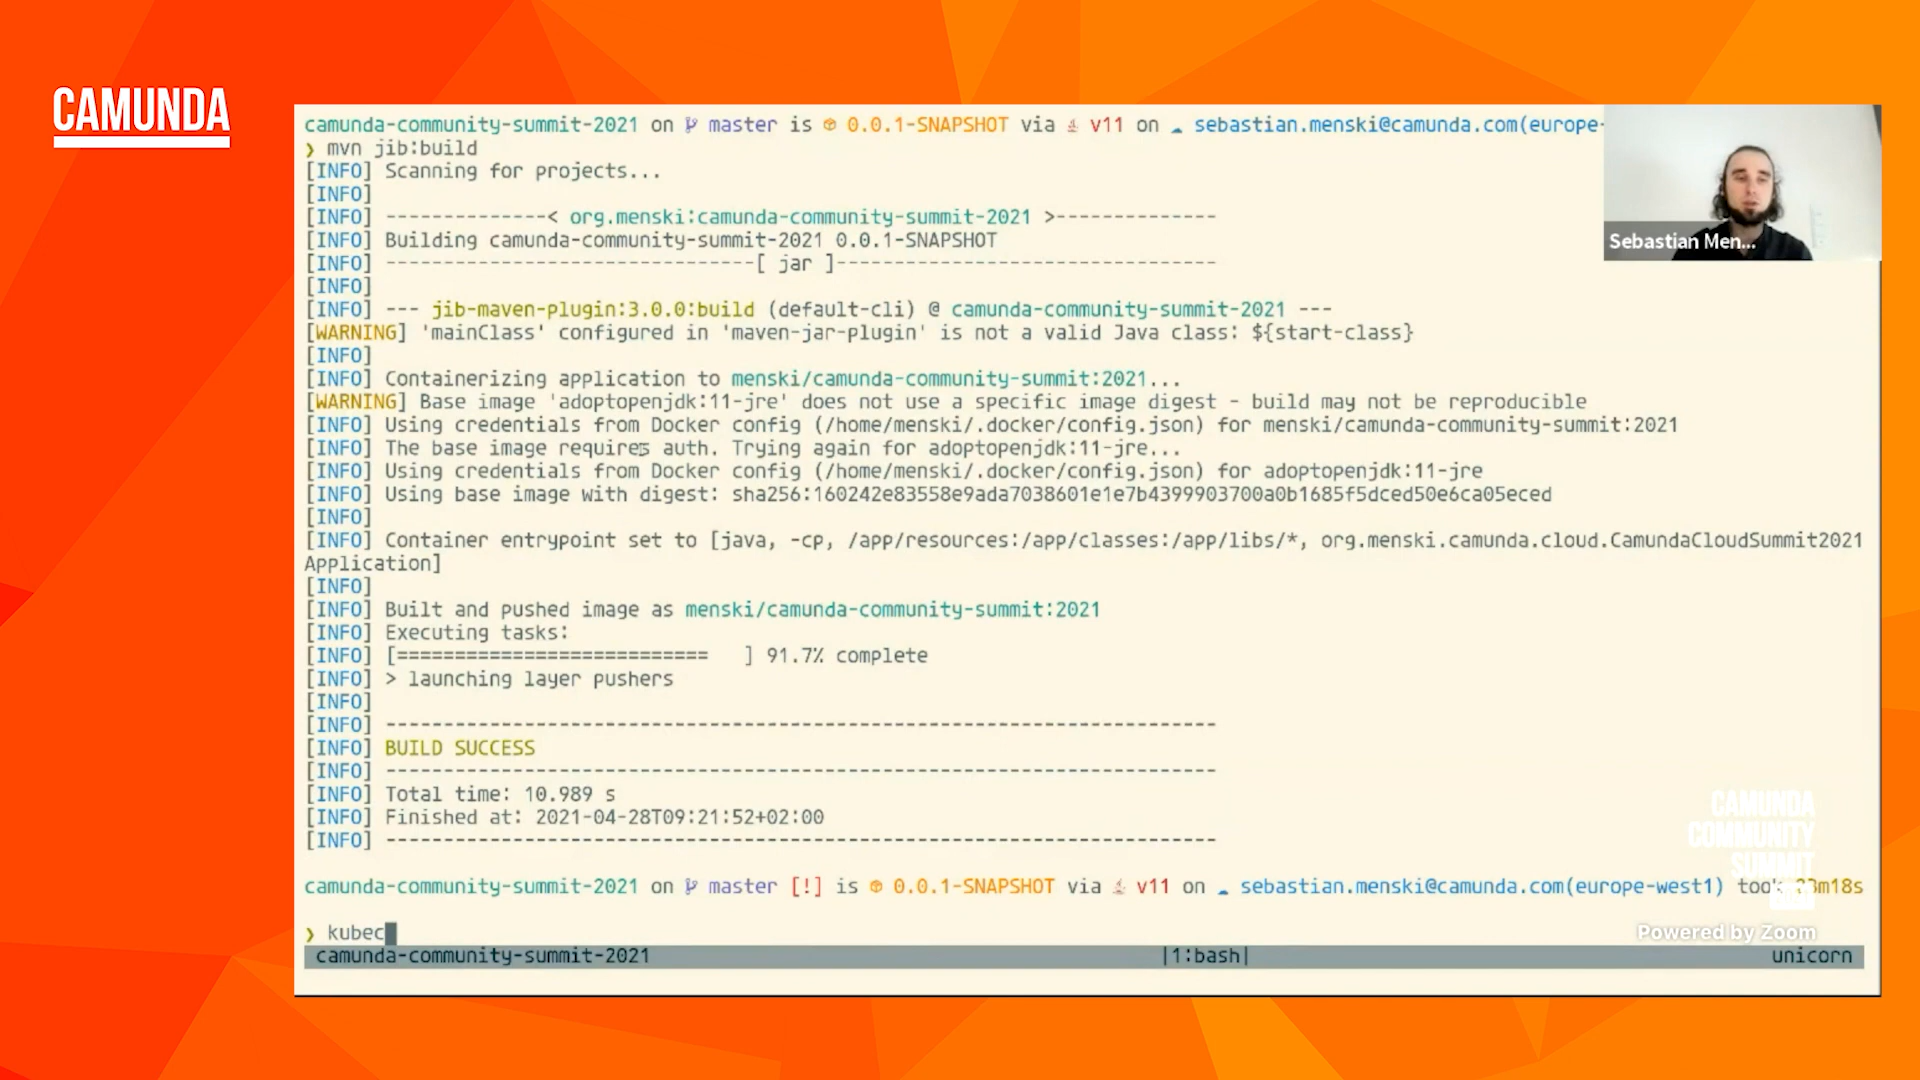 CAMUNDA
camunda-community-summit-2021 on master is 0.0.1-SNAPSHOT via v11 on sebastian.menski@camunda.com(europe-
❯ mvn jib:build
[INFO] Scanning for projects...
[INFO]
[INFO] --------------< org.menski:camunda-community-summit-2021 >--------------
[INFO] Building camunda-community-summit-2021 0.0.1-SNAPSHOT
[INFO] --------------------------------[ jar ]---------------------------------
[INFO]
[INFO] --- jib-maven-plugin:3.0.0:build (default-cli) @ camunda-community-summit-2021 ---
[WARNING] 'mainClass' configured in 'maven-jar-plugin' is not a valid Java class: ${start-class}
[INFO]
[INFO] Containerizing application to menski/camunda-community-summit:2021...
[WARNING] Base image 'adoptopenjdk:11-jre' does not use a specific image digest - build may not be reproducible
[INFO] Using credentials from Docker config (/home/menski/.docker/config.json) for menski/camunda-community-summit:2021
[INFO] The base image requires auth. Trying again for adoptopenjdk:11-jre...
[INFO] Using credentials from Docker config (/home/menski/.docker/config.json) for adoptopenjdk:11-jre
[INFO] Using base image with digest: sha256:160242e83558e9ada7038601e1e7b4399903700a0b1685f5dced50e6ca05eced
[INFO]
[INFO] Container entrypoint set to [java, -cp, /app/resources:/app/classes:/app/libs/*, org.menski.camunda.cloud.CamundaCloudSummit2021
Application]
[INFO]
[INFO] Built and pushed image as menski/camunda-community-summit:2021
[INFO] Executing tasks:
[INFO] [===========================   ] 91.7% complete
[INFO] > launching layer pushers
[INFO]
[INFO] ------------------------------------------------------------------------
[INFO] BUILD SUCCESS
[INFO] ------------------------------------------------------------------------
[INFO] Total time: 10.989 s
[INFO] Finished at: 2021-04-28T09:21:52+02:00
[INFO] ------------------------------------------------------------------------
camunda-community-summit-2021 on master [!] is 0.0.1-SNAPSHOT via v11 on sebastian.menski@camunda.com(europe-west1)
❯ kubec
camunda-community-summit-2021 |1:bash| unicorn
Sebastian Men...
CAMUNDA
COMMUNITY
SUMMIT
Powered by Zoom